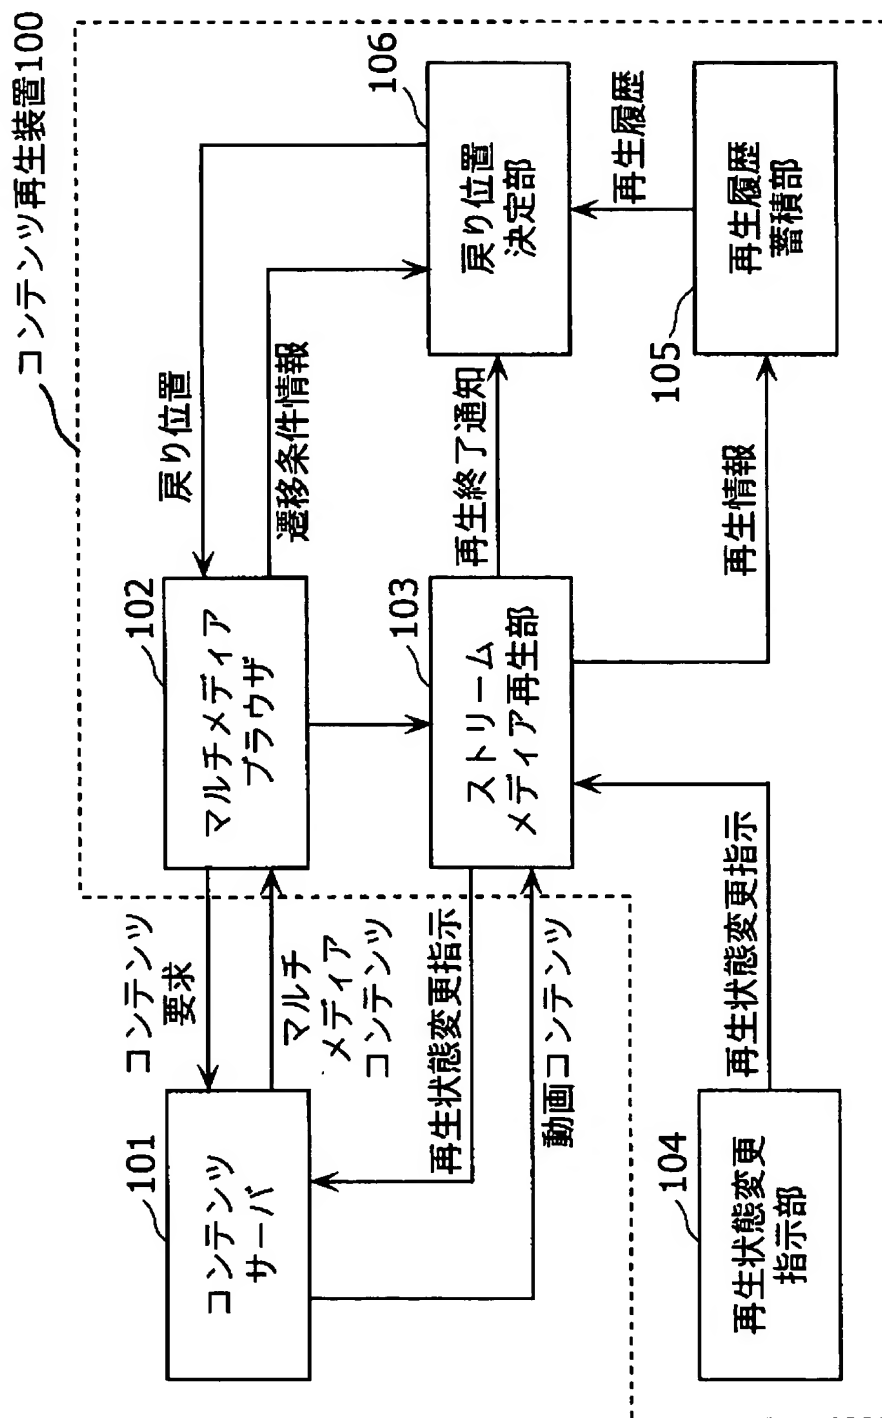 コンテンツ再生装置100
101
コンテンツ
サーバ
コンテンツ
要求
マルチ
メディア
コンテンツ
102
マルチメディア
ブラウザ
戻り位置
遷移条件情報
106
戻り位置
決定部
再生状態変更指示
動画コンテンツ
103
ストリーム
メディア再生部
再生終了通知
再生履歴
104
再生状態変更
指示部
再生状態変更指示
再生情報
105
再生履歴
蓄積部